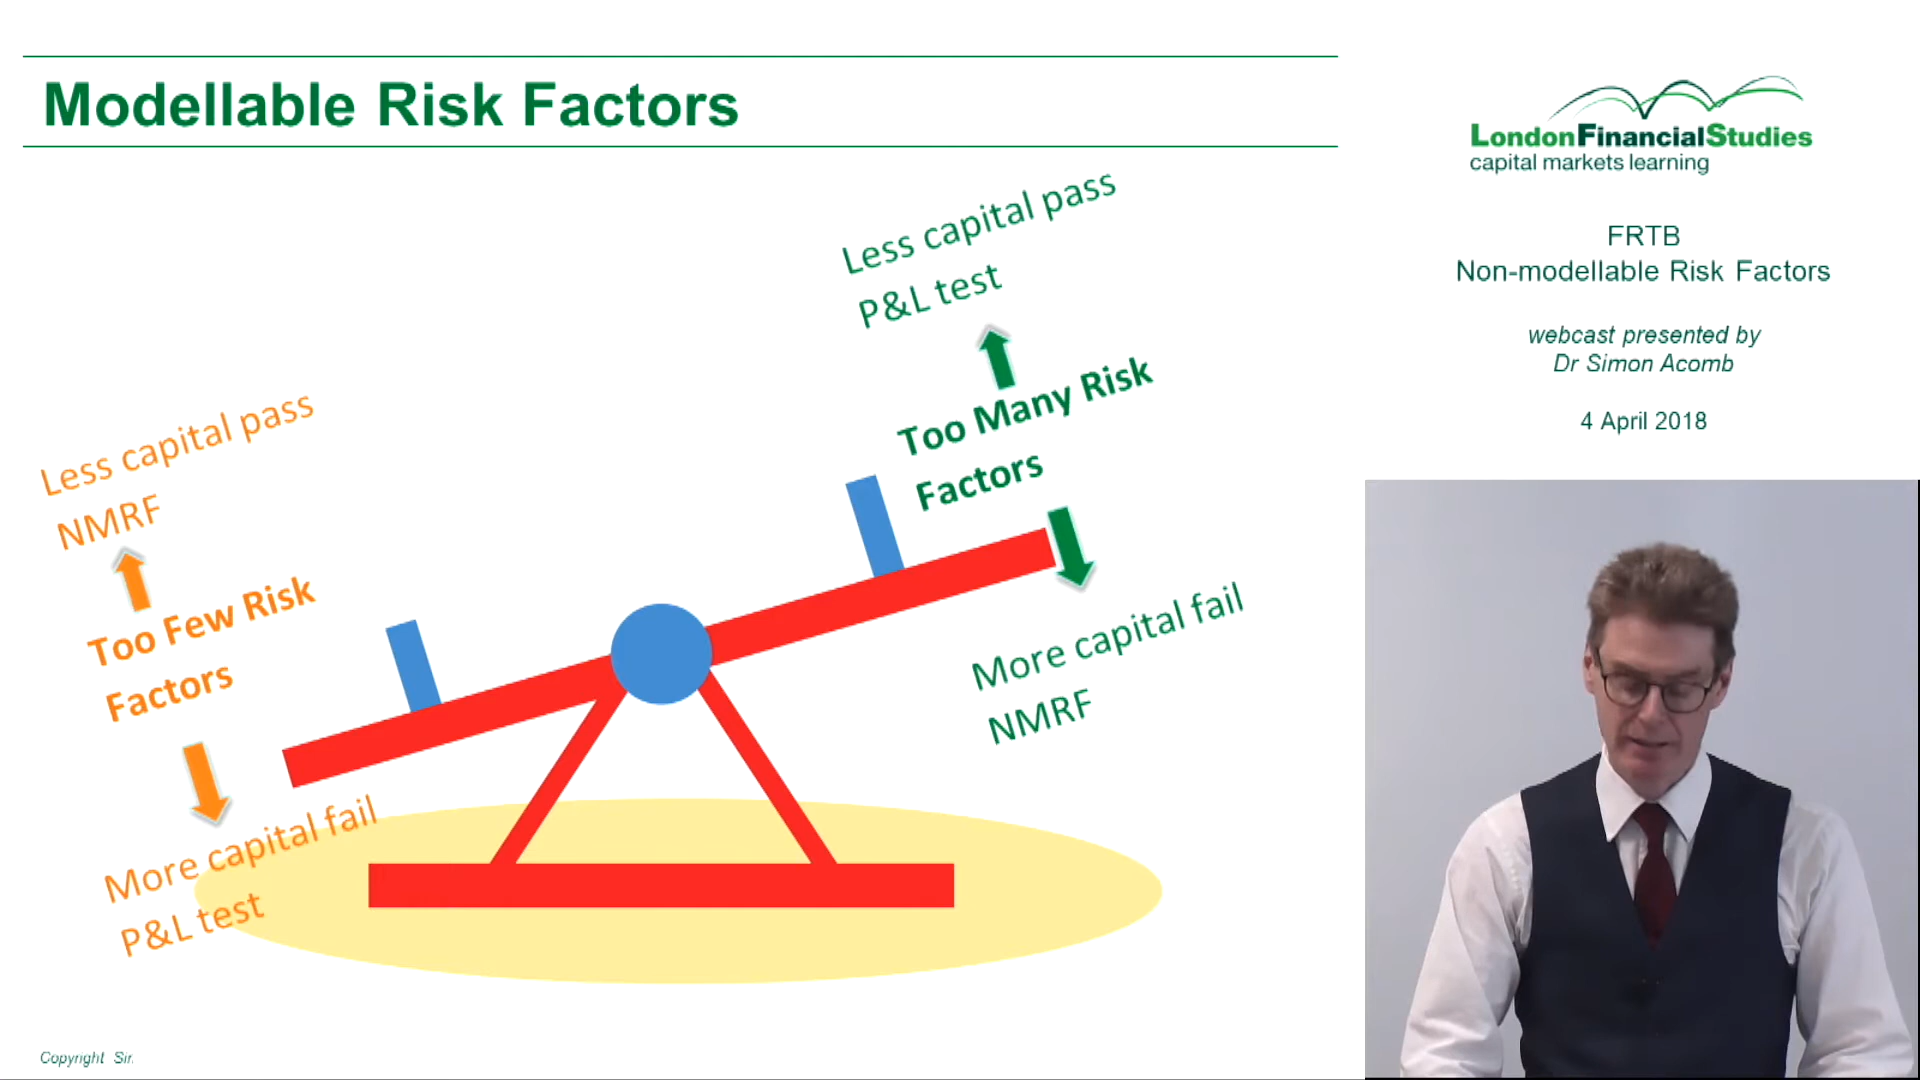 Modellable Risk Factors
Less capital pass
P&L test
Too Many Risk
Factors
More capital fail
NMRF
Less capital pass
NMRF
Too Few Risk
Factors
More capital fail
P&L test
Copyright Sir
LondonFinancialStudies
capital markets learning
FRTB
Non-modellable Risk Factors
webcast presented by
Dr Simon Acomb
4 April 2018